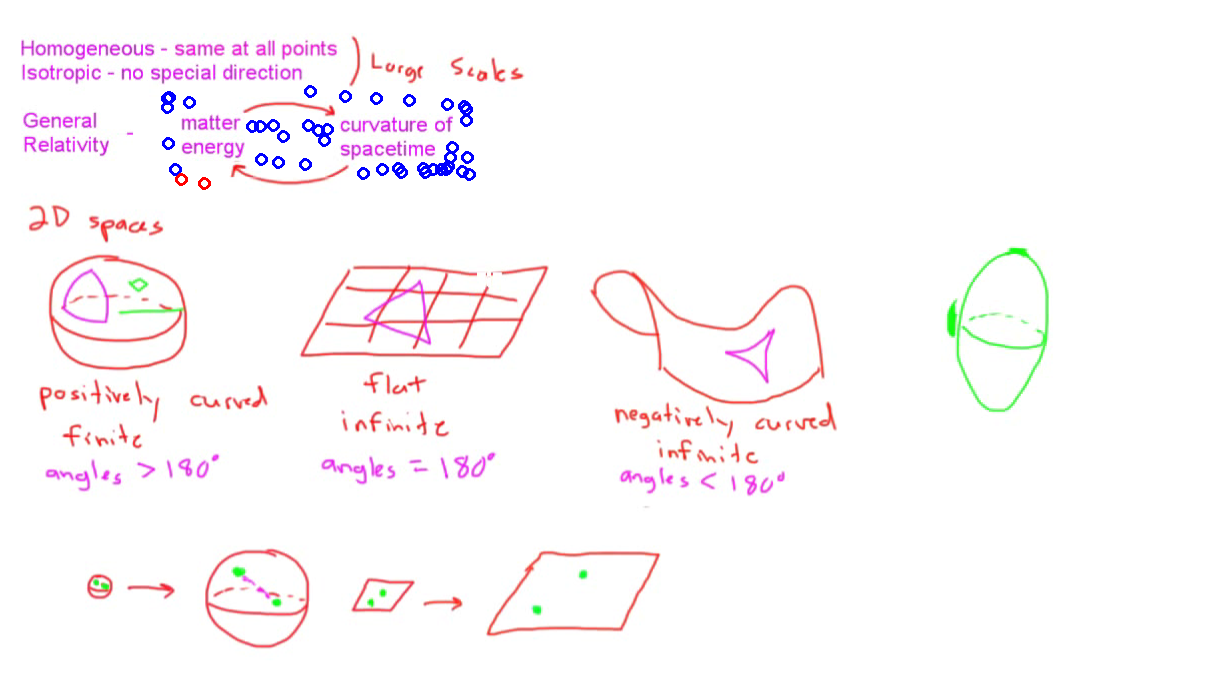 Homogeneous - same at all points
Isotropic - no special direction
Large Scales
General Relativity -
matter energy
curvature of spacetime
2D spaces
positively curved
finite
angles > 180°
flat
infinite
angles = 180°
negatively curved
infinite
angles < 180°